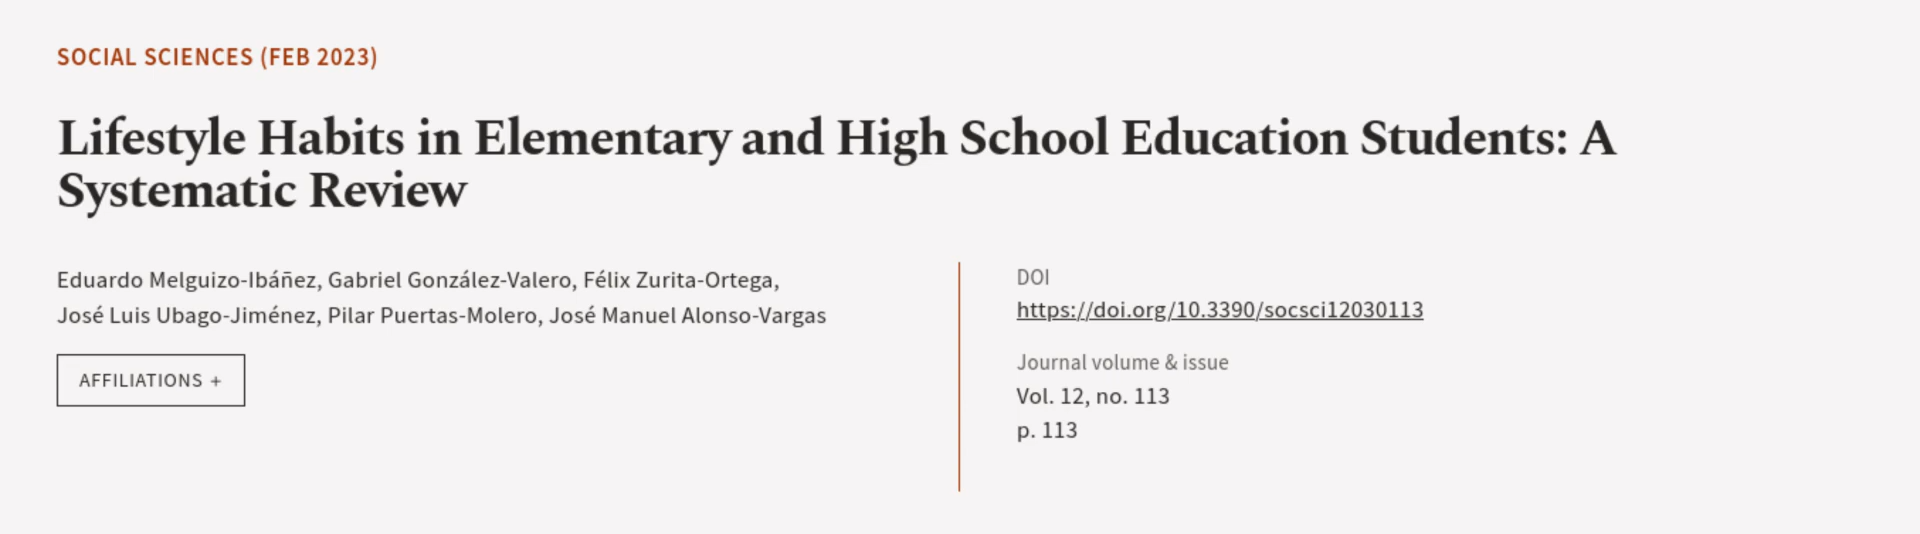 SOCIAL SCIENCES (FEB 2023)
Lifestyle Habits in Elementary and High School Education Students: A
Systematic Review
Eduardo Melguizo-Ibáñez, Gabriel González-Valero, Félix Zurita-Ortega,
José Luis Ubago-Jiménez, Pilar Puertas-Molero, José Manuel Alonso-Vargas
AFFILIATIONS +
DOI
https://doi.org/10.3390/socsci12030113
Journal volume & issue
Vol. 12, no. 113
p. 113